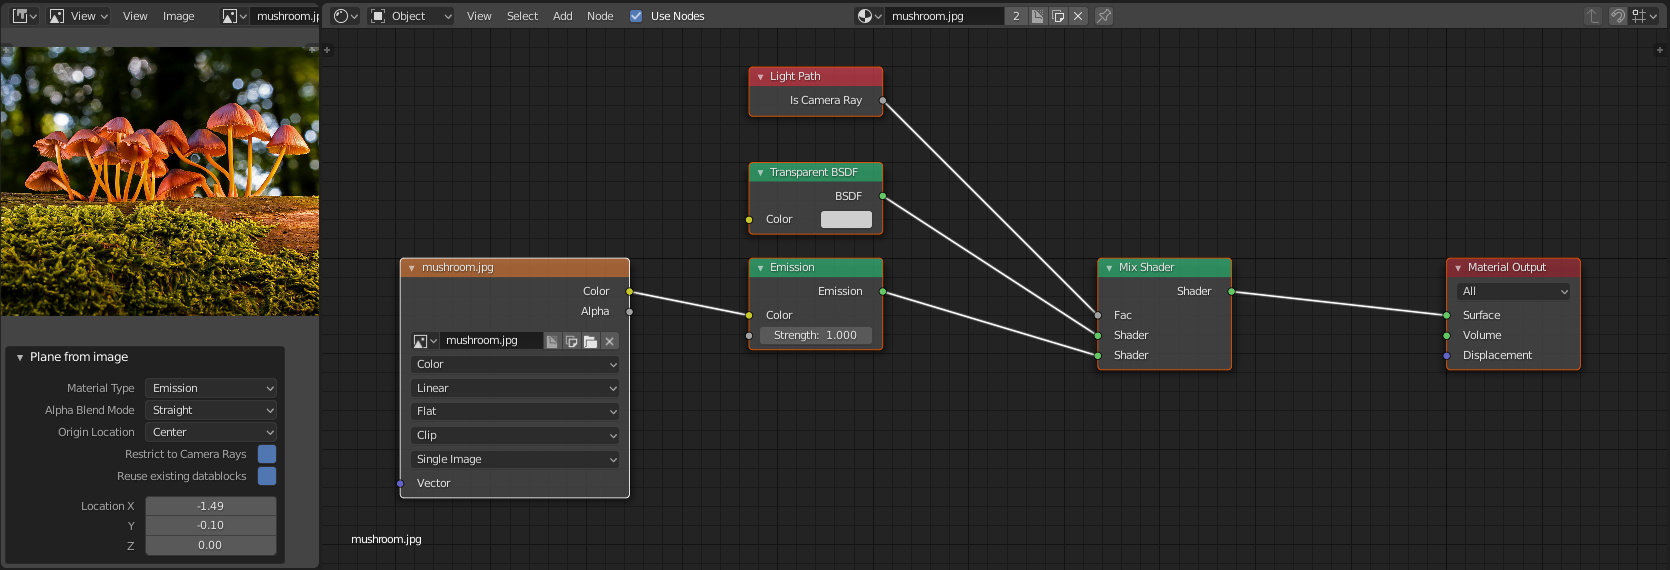 View View Image mushroom.jp
Object View Select Add Node Use Nodes mushroom.jpg 2
Plane from image
Material Type Emission
Alpha Blend Mode Straight
Origin Location Center
Restrict to Camera Rays
Reuse existing datablocks
Location X -1.49
Y -0.10
Z 0.00
Light Path
Is Camera Ray
Transparent BSDF
BSDF
Color
mushroom.jpg
Color
Alpha
mushroom.jpg
Color
Linear
Flat
Clip
Single Image
Vector
Emission
Emission
Color
Strength: 1.000
Mix Shader
Shader
Fac
Shader
Shader
Material Output
All
Surface
Volume
Displacement
mushroom.jpg